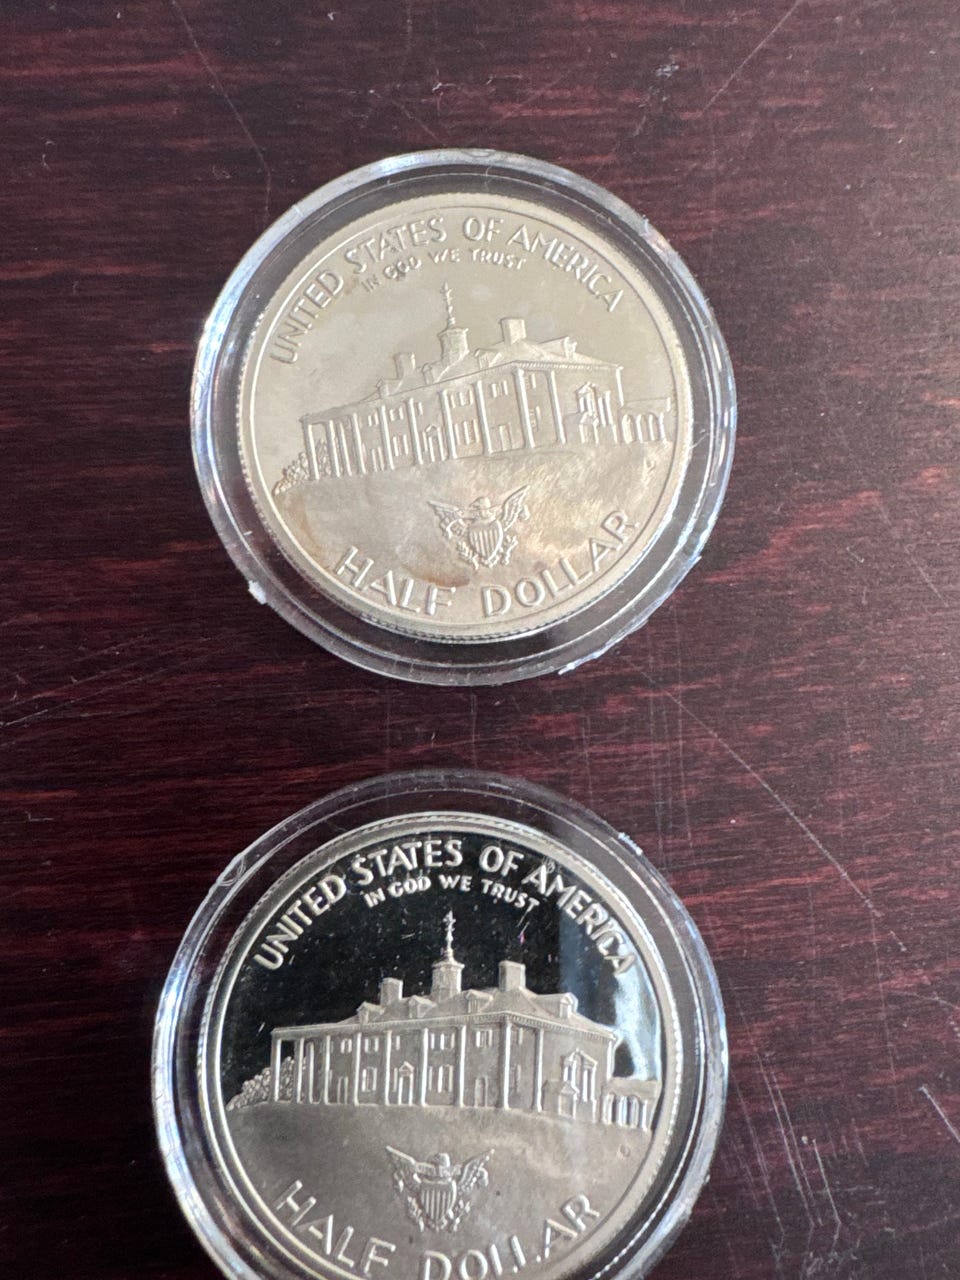 UNITED STATES OF AMERICA
IN GOD WE TRUST
HALF DOLLAR
UNITED STATES OF AMERICA
IN GOD WE TRUST
HALF DOLLAR